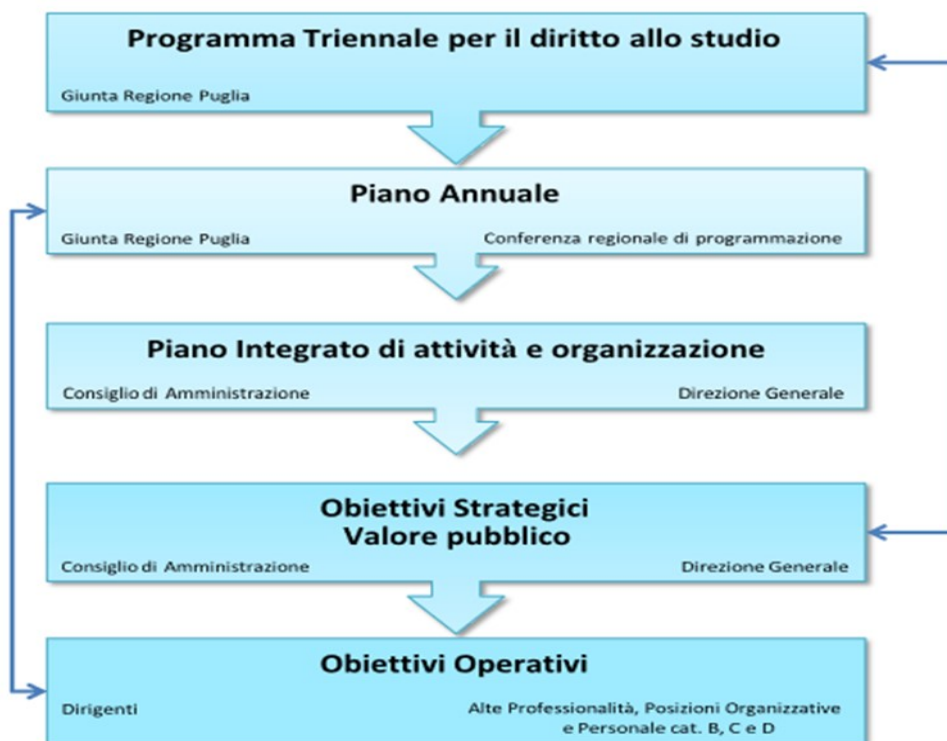 Programma Triennale per il diritto allo studio
Giunta Regione Puglia
Piano Annuale
Giunta Regione Puglia Conferenza regionale di programmazione
Piano Integrato di attività e organizzazione
Consiglio di Amministrazione Direzione Generale
Obiettivi Strategici
Valore pubblico
Consiglio di Amministrazione Direzione Generale
Obiettivi Operativi
Dirigenti Alte Professionalità, Posizioni Organizzative
e Personale cat. B, C e D